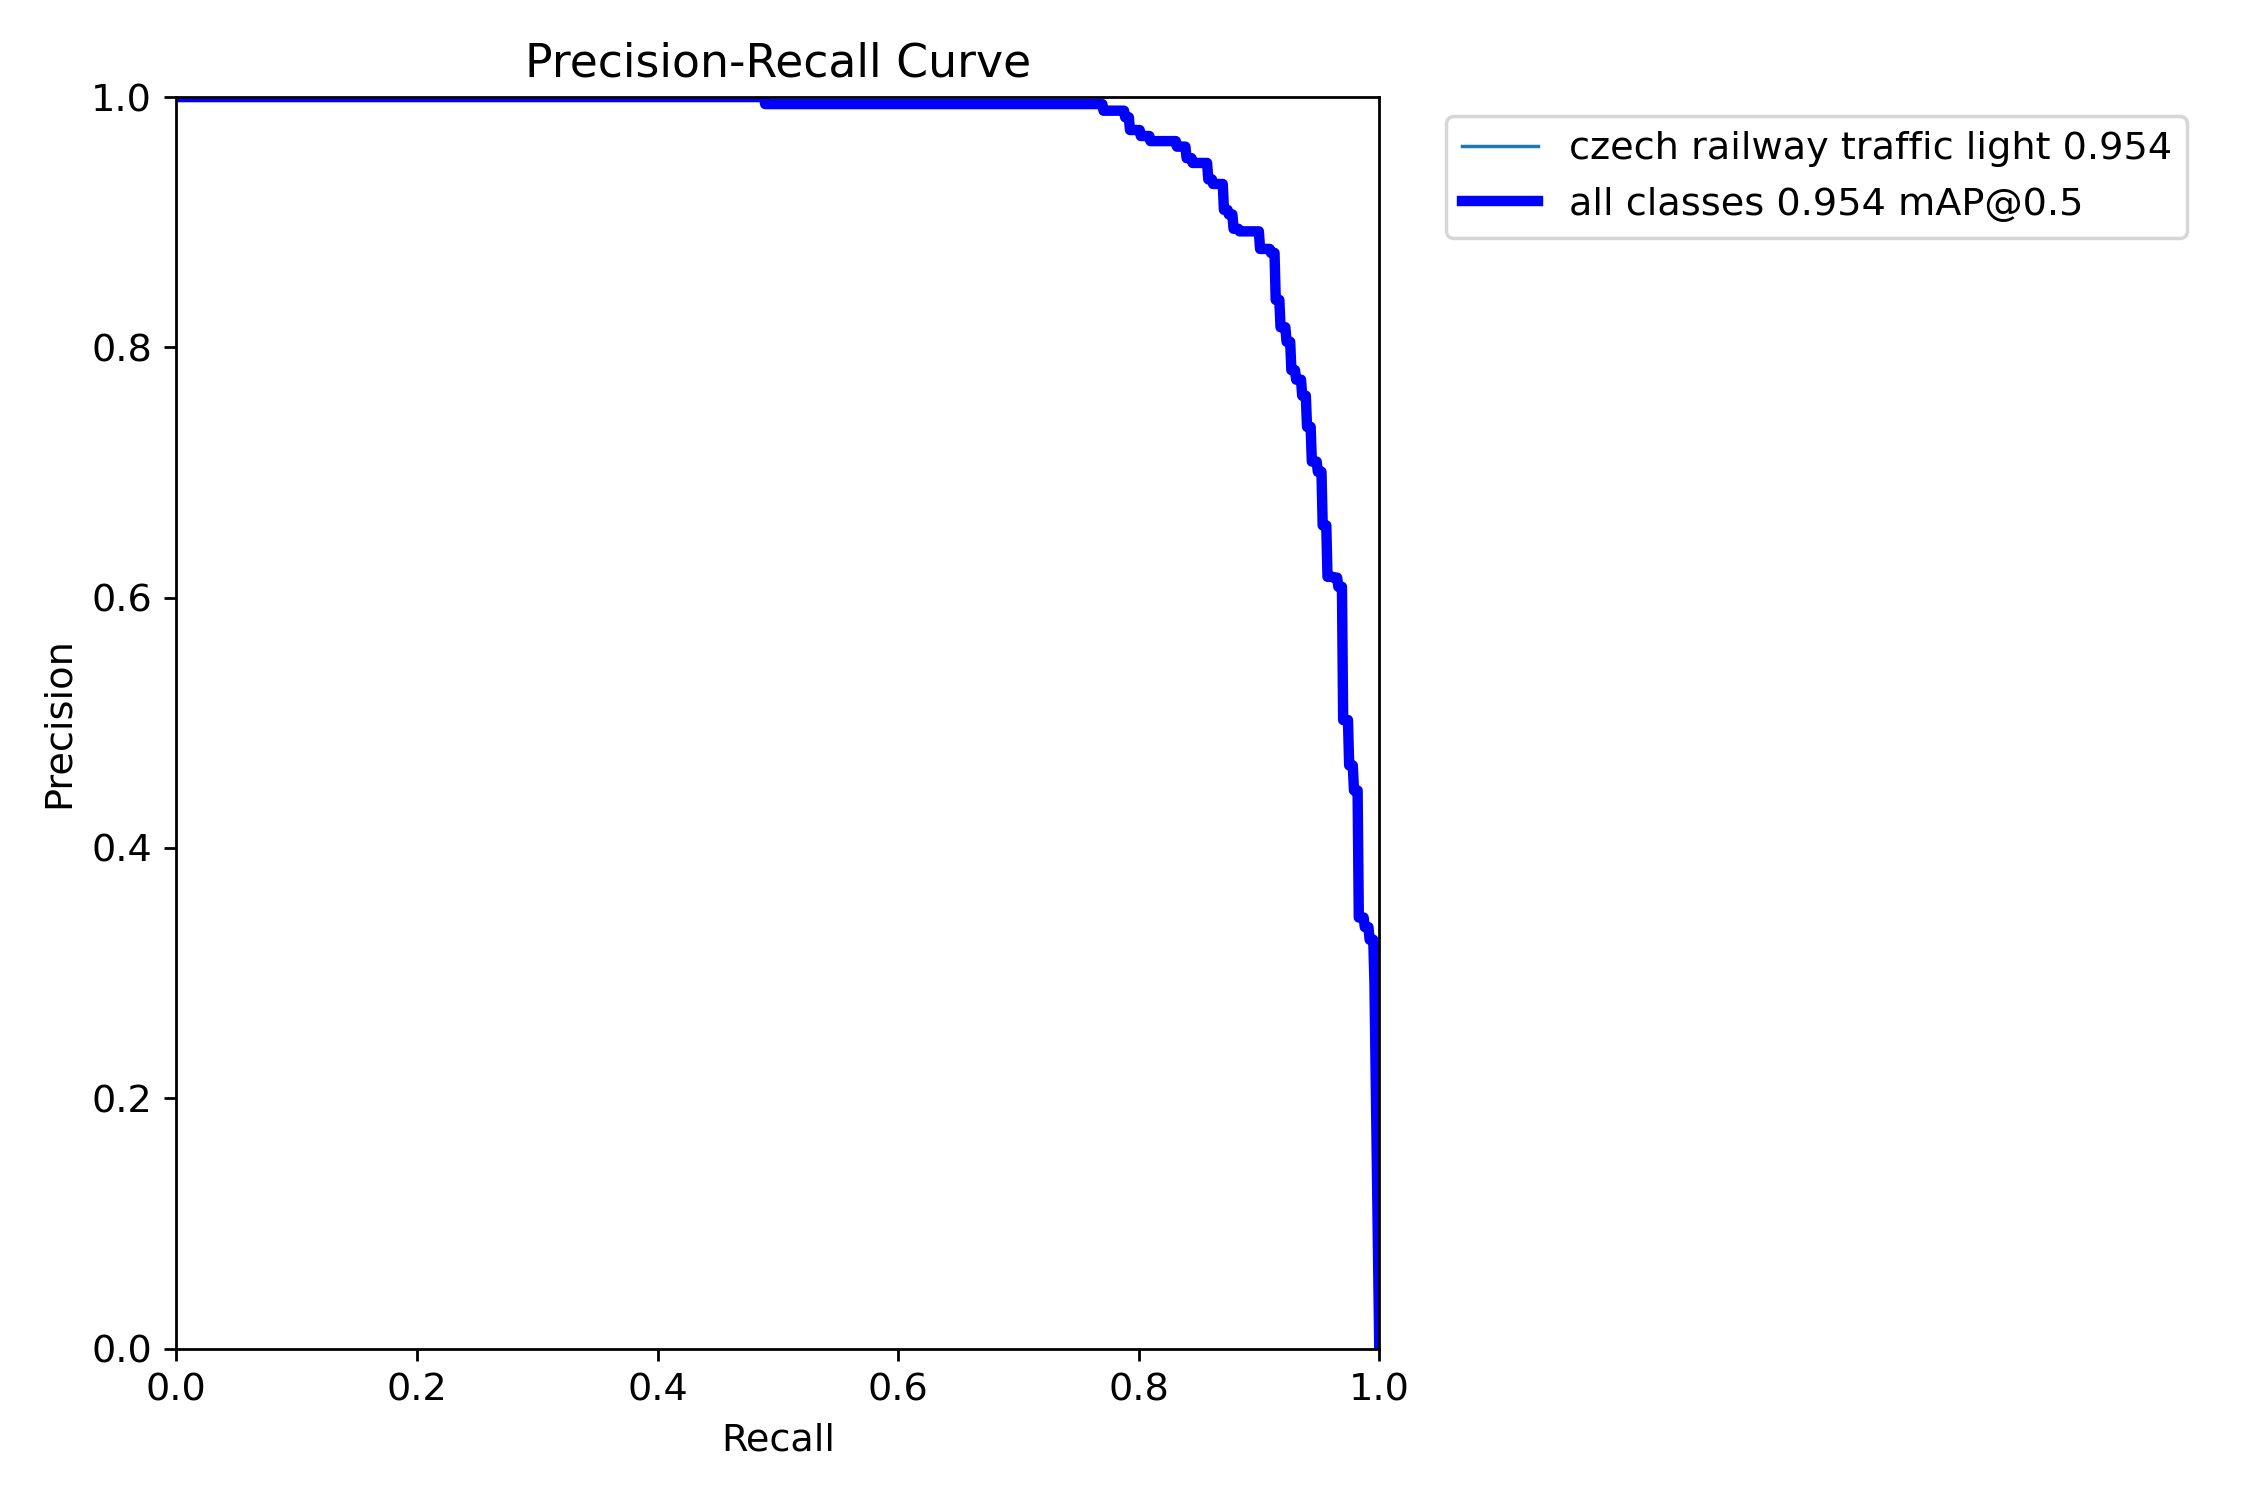 Precision-Recall Curve
1.0
0.8
0.6
0.4
0.2
0.0
Precision
0.0 0.2 0.4 0.6 0.8 1.0
Recall
czech railway traffic light 0.954
all classes 0.954 mAP@0.5